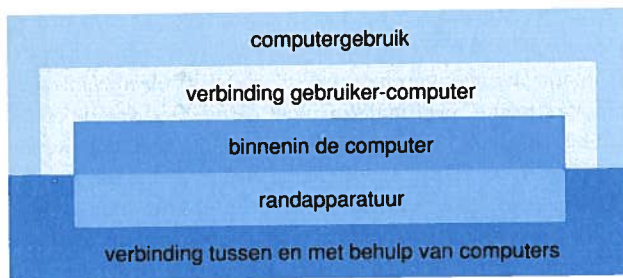 computergebruik
verbinding gebruiker-computer
binnenin de computer
randapparatuur
verbinding tussen en met behulp van computers